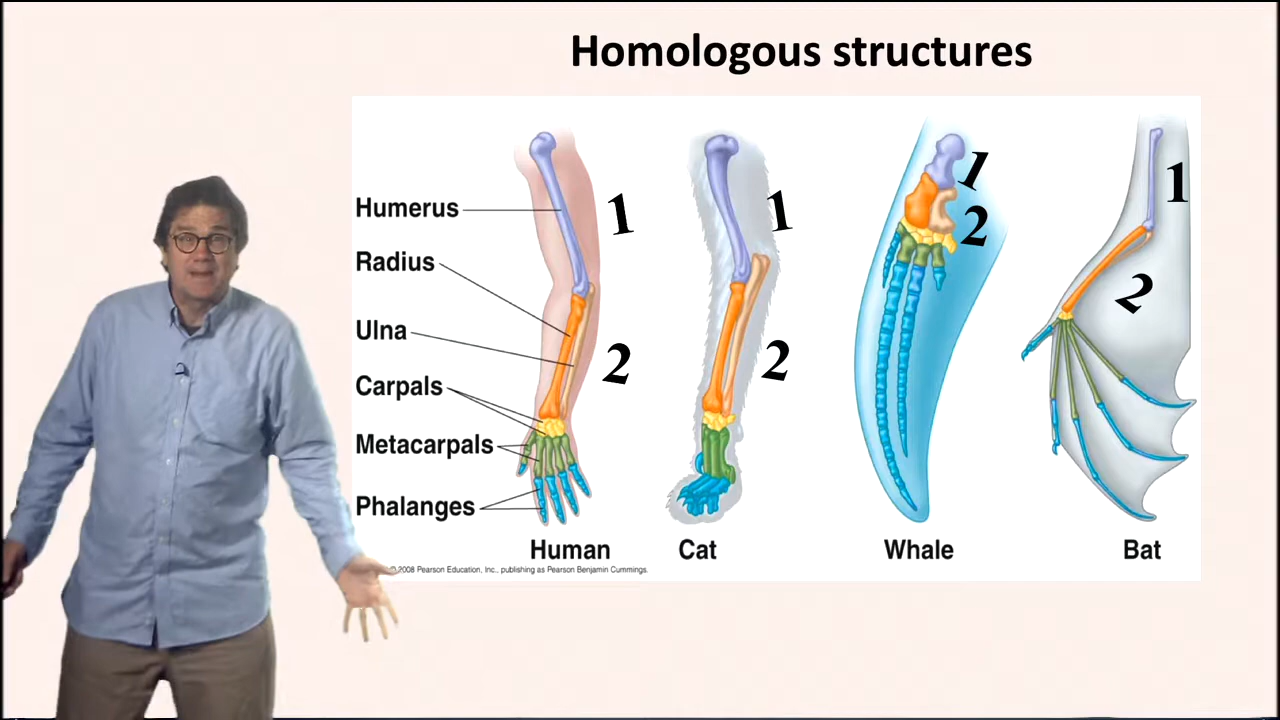 Homologous structures
Humerus
Radius
Ulna
Carpals
Metacarpals
Phalanges
1
2
1
2
1
2
1
2
Human
Cat
Whale
Bat
© 2008 Pearson Education, Inc., publishing as Pearson Benjamin Cummings.